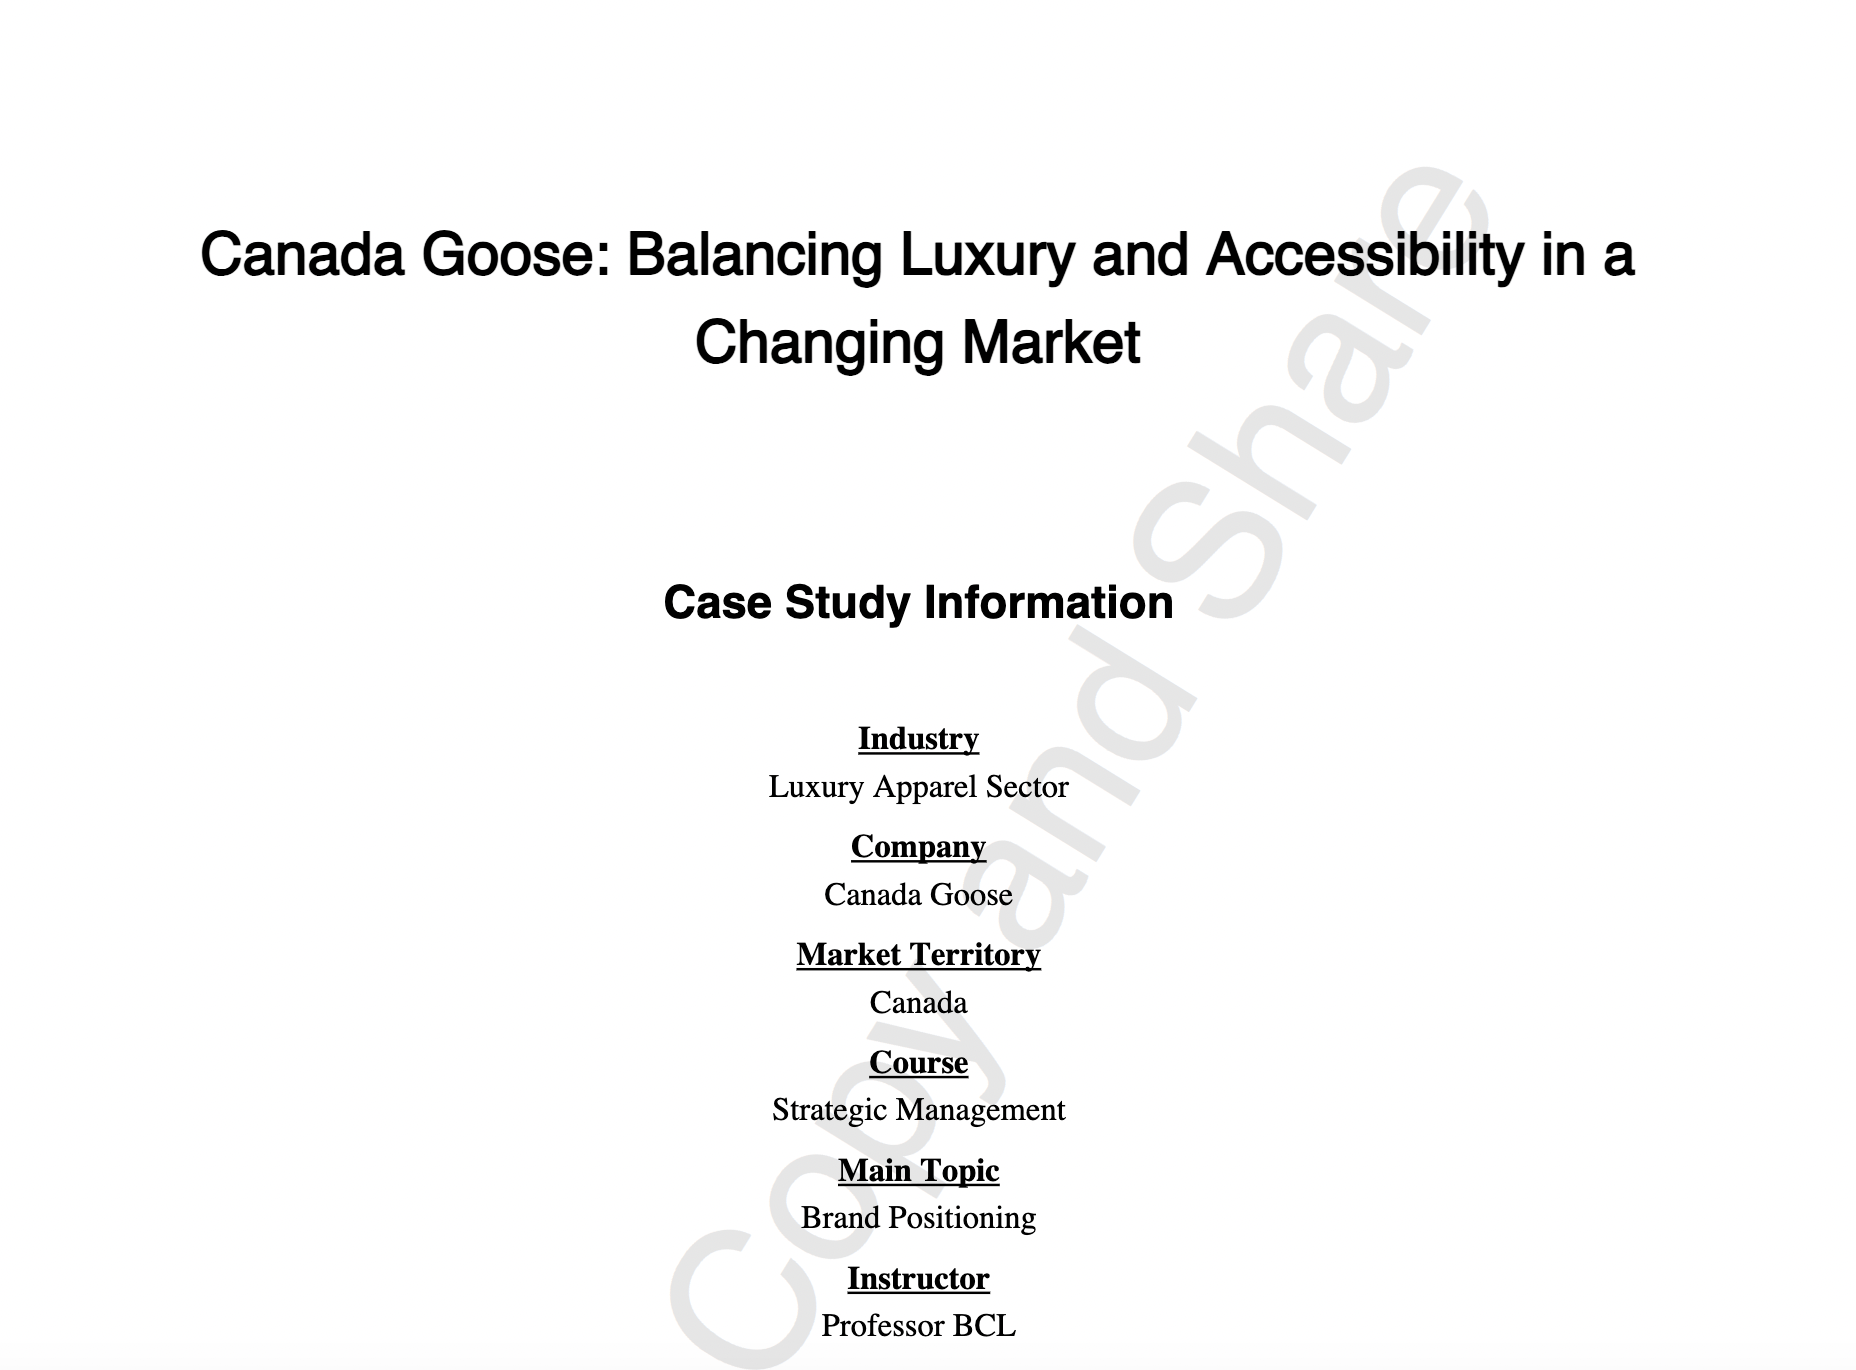 Canada Goose: Balancing Luxury and Accessibility in a
Changing Market
Case Study Information
Industry
Luxury Apparel Sector
Company
Canada Goose
Market Territory
Canada
Course
Strategic Management
Main Topic
Brand Positioning
Instructor
Professor BCL
Copy and Share